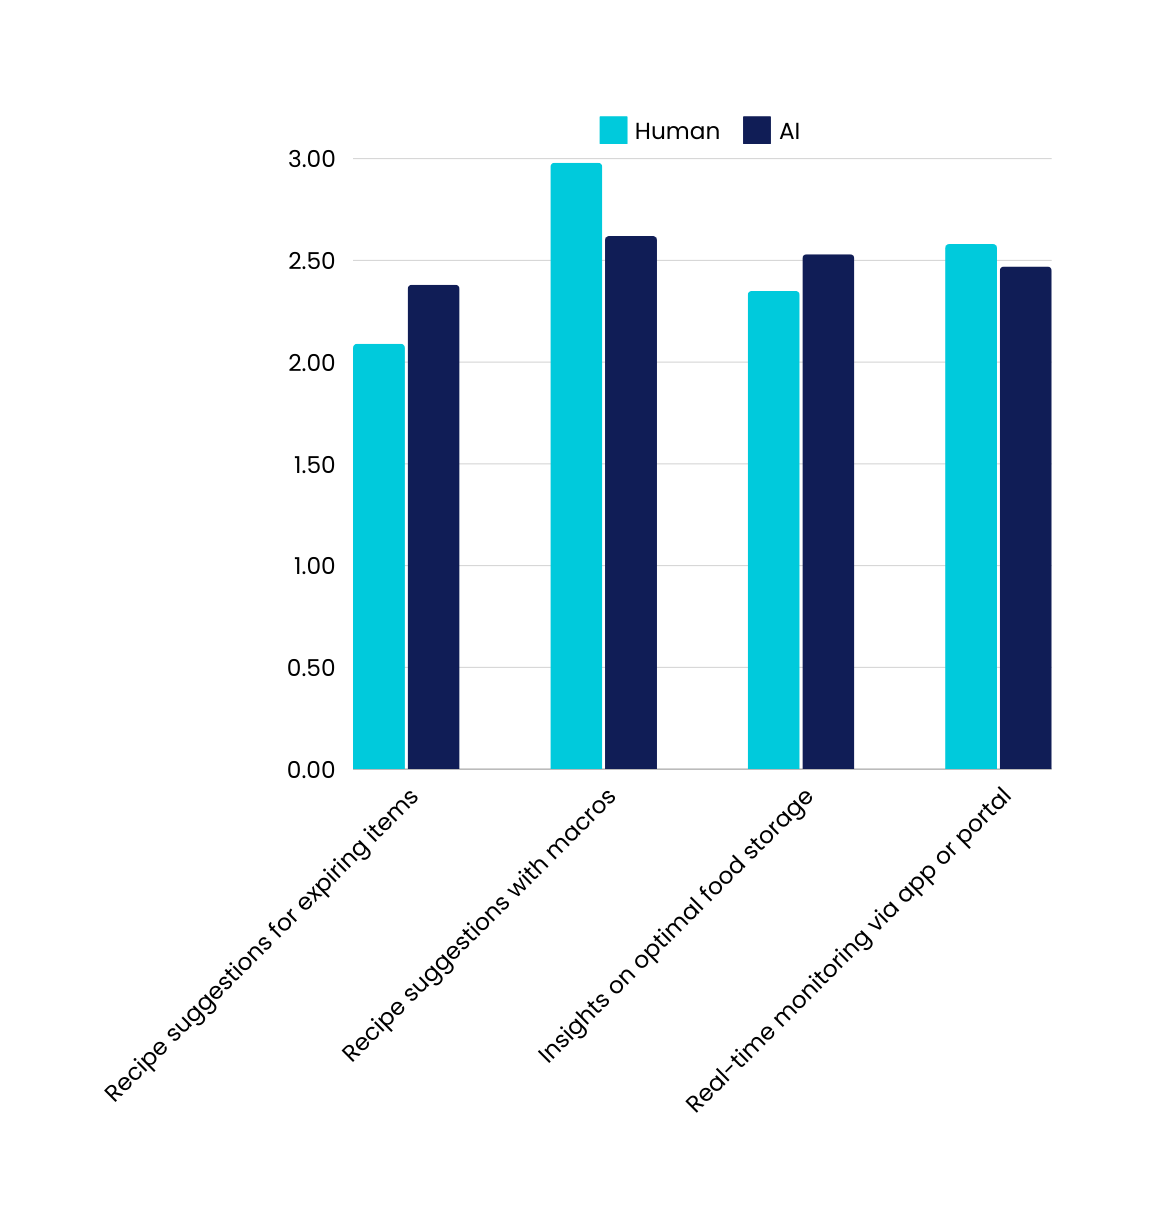 Human AI
3.00
2.50
2.00
1.50
1.00
0.50
0.00
Recipe suggestions for expiring items
Recipe suggestions with macros
Insights on optimal food storage
Real-time monitoring via app or portal